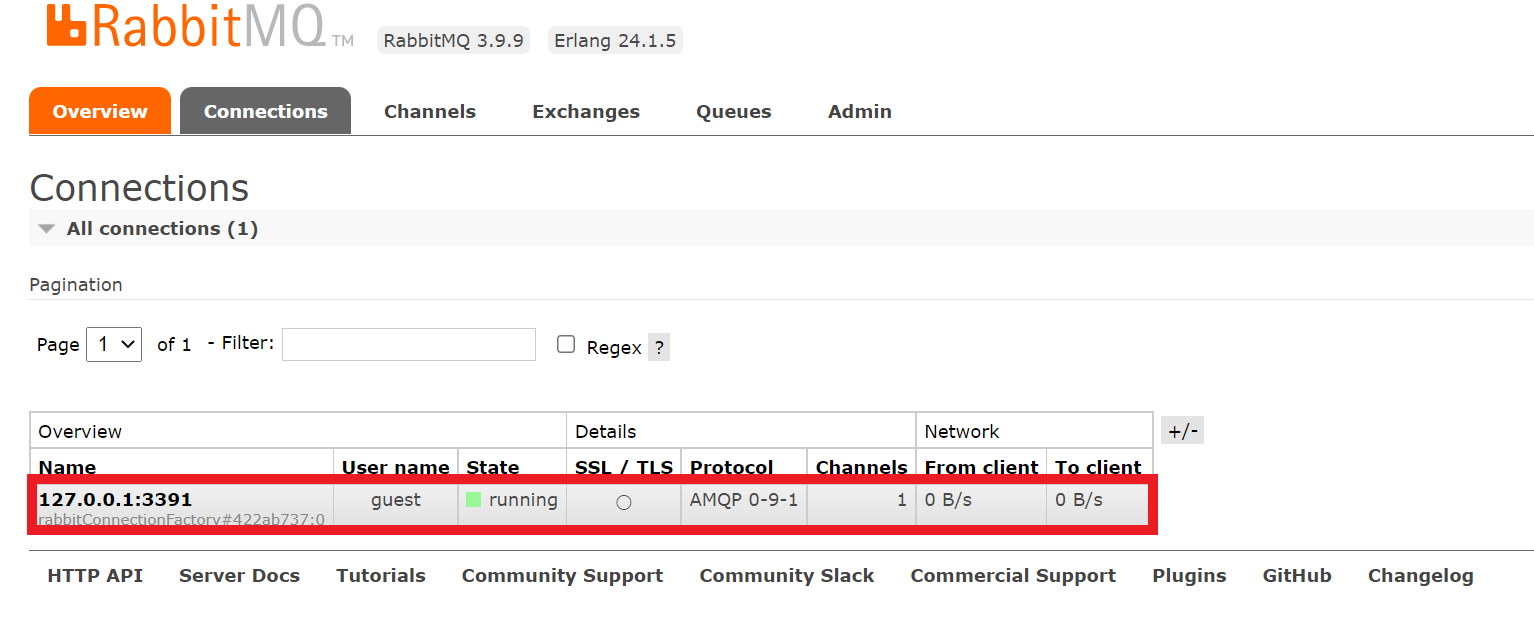 RabbitMQ TM RabbitMQ 3.9.9 Erlang 24.1.5
Overview Connections Channels Exchanges Queues Admin
Connections
All connections (1)
Pagination
Page 1 of 1 - Filter: Regex ?
Overview Details Network +/-
Name User name State SSL / TLS Protocol Channels From client To client
127.0.0.1:3391 guest running AMQP 0-9-1 1 0 B/s 0 B/s
rabbitConnectionFactory#422ab737:0
HTTP API Server Docs Tutorials Community Support Community Slack Commercial Support Plugins GitHub Changelog